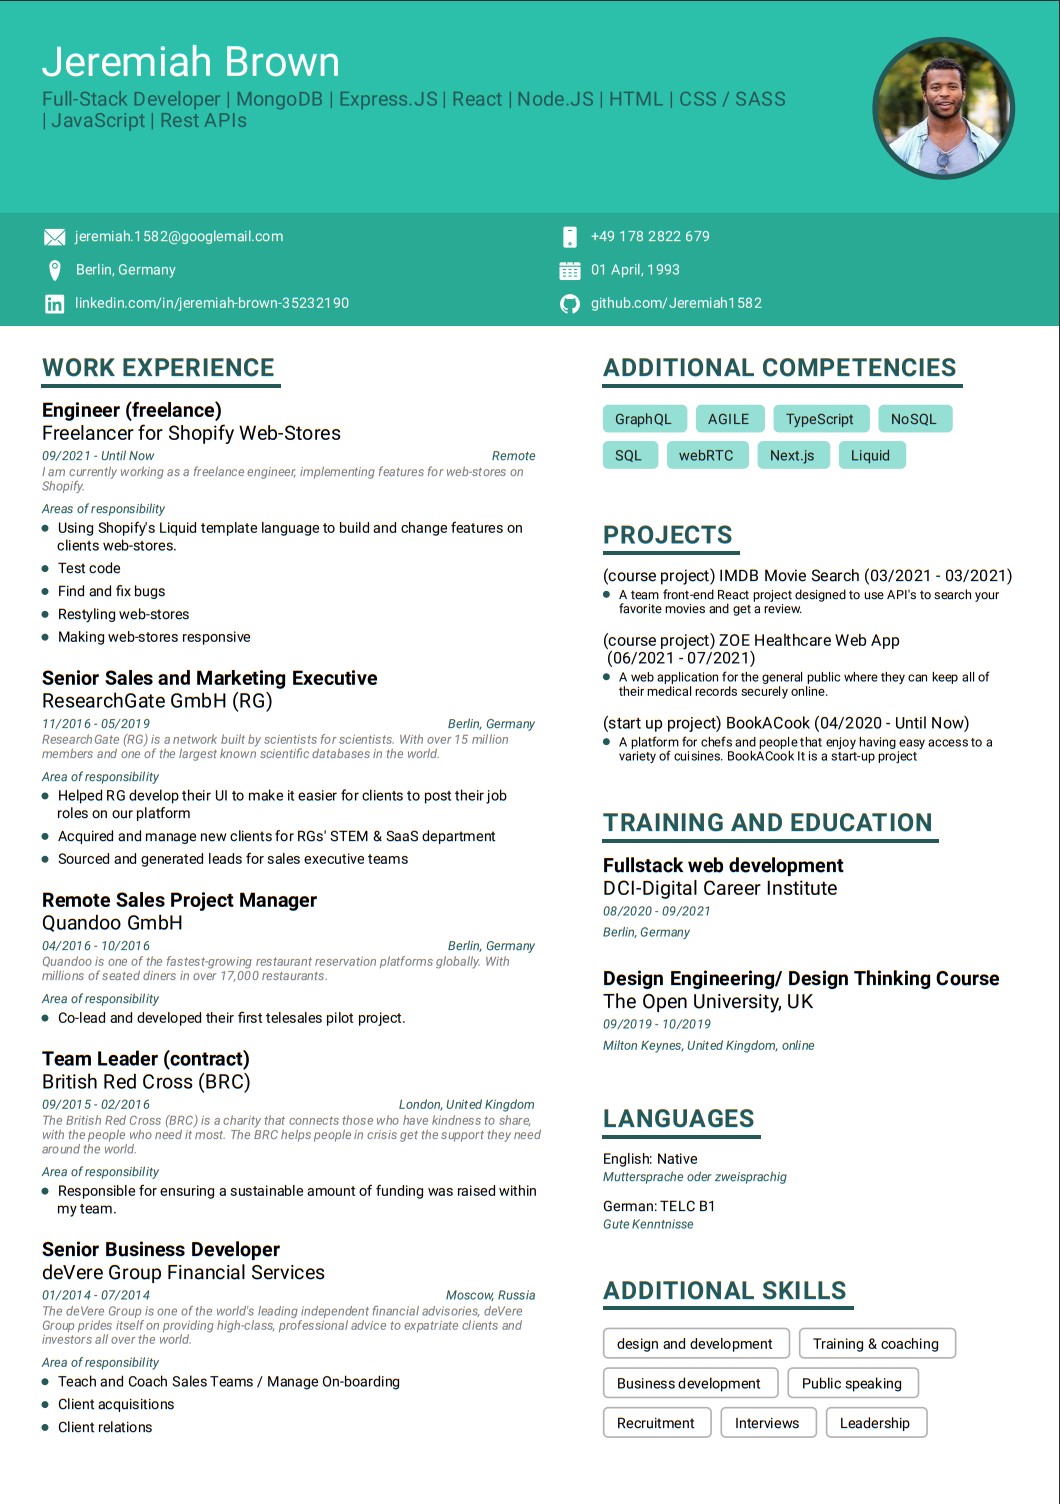 Jeremiah Brown
Full-Stack Developer | MongoDB | Express.JS | React | Node.JS | HTML | CSS / SASS
| JavaScript | Rest APIs
jeremiah.1582@googlemail.com
+49 178 2822 679
Berlin, Germany
01 April, 1993
linkedin.com/in/jeremiah-brown-35232190
github.com/Jeremiah1582
WORK EXPERIENCE
Engineer (freelance)
Freelancer for Shopify Web-Stores
09/2021 - Until Now
Remote
I am currently working as a freelance engineer, implementing features for web-stores on
Shopify.
Areas of responsibility
Using Shopify's Liquid template language to build and change features on
clients web-stores.
Test code
Find and fix bugs
Restyling web-stores
Making web-stores responsive
Senior Sales and Marketing Executive
ResearchGate GmbH (RG)
11/2016 - 05/2019
Berlin, Germany
ResearchGate (RG) is a network built by scientists for scientists. With over 15 million
members and one of the largest known scientific databases in the world.
Area of responsibility
Helped RG develop their UI to make it easier for clients to post their job
roles on our platform
Acquired and manage new clients for RGs' STEM & SaaS department
Sourced and generated leads for sales executive teams
Remote Sales Project Manager
Quandoo GmbH
04/2016 - 10/2016
Berlin, Germany
Quandoo is one of the fastest-growing restaurant reservation platforms globally. With
millions of seated diners in over 17,000 restaurants.
Area of responsibility
Co-lead and developed their first telesales pilot project.
Team Leader (contract)
British Red Cross (BRC)
09/2015 - 02/2016
London, United Kingdom
The British Red Cross (BRC) is a charity that connects those who have kindness to share,
with the people who need it most. The BRC helps people in crisis get the support they need
around the world.
Area of responsibility
Responsible for ensuring a sustainable amount of funding was raised within
my team.
Senior Business Developer
deVere Group Financial Services
01/2014 - 07/2014
Moscow, Russia
The deVere Group is one of the world's leading independent financial advisories, deVere
Group prides itself on providing high-class, professional advice to expatriate clients and
investors all over the world.
Area of responsibility
Teach and Coach Sales Teams / Manage On-boarding
Client acquisitions
Client relations
ADDITIONAL COMPETENCIES
GraphQL AGILE TypeScript NoSQL
SQL webRTC Next.js Liquid
PROJECTS
(course project) IMDB Movie Search (03/2021 - 03/2021)
A team front-end React project designed to use API's to search your
favorite movies and get a review.
(course project) ZOE Healthcare Web App
(06/2021 - 07/2021)
A web application for the general public where they can keep all of
their medical records securely online.
(start up project) BookACook (04/2020 - Until Now)
A platform for chefs and people that enjoy having easy access to a
variety of cuisines. BookACook It is a start-up project
TRAINING AND EDUCATION
Fullstack web development
DCI-Digital Career Institute
08/2020 - 09/2021
Berlin, Germany
Design Engineering/ Design Thinking Course
The Open University, UK
09/2019 - 10/2019
Milton Keynes, United Kingdom, online
LANGUAGES
English: Native
Muttersprache oder zweisprachig
German: TELC B1
Gute Kenntnisse
ADDITIONAL SKILLS
design and development Training & coaching
Business development Public speaking
Recruitment Interviews Leadership